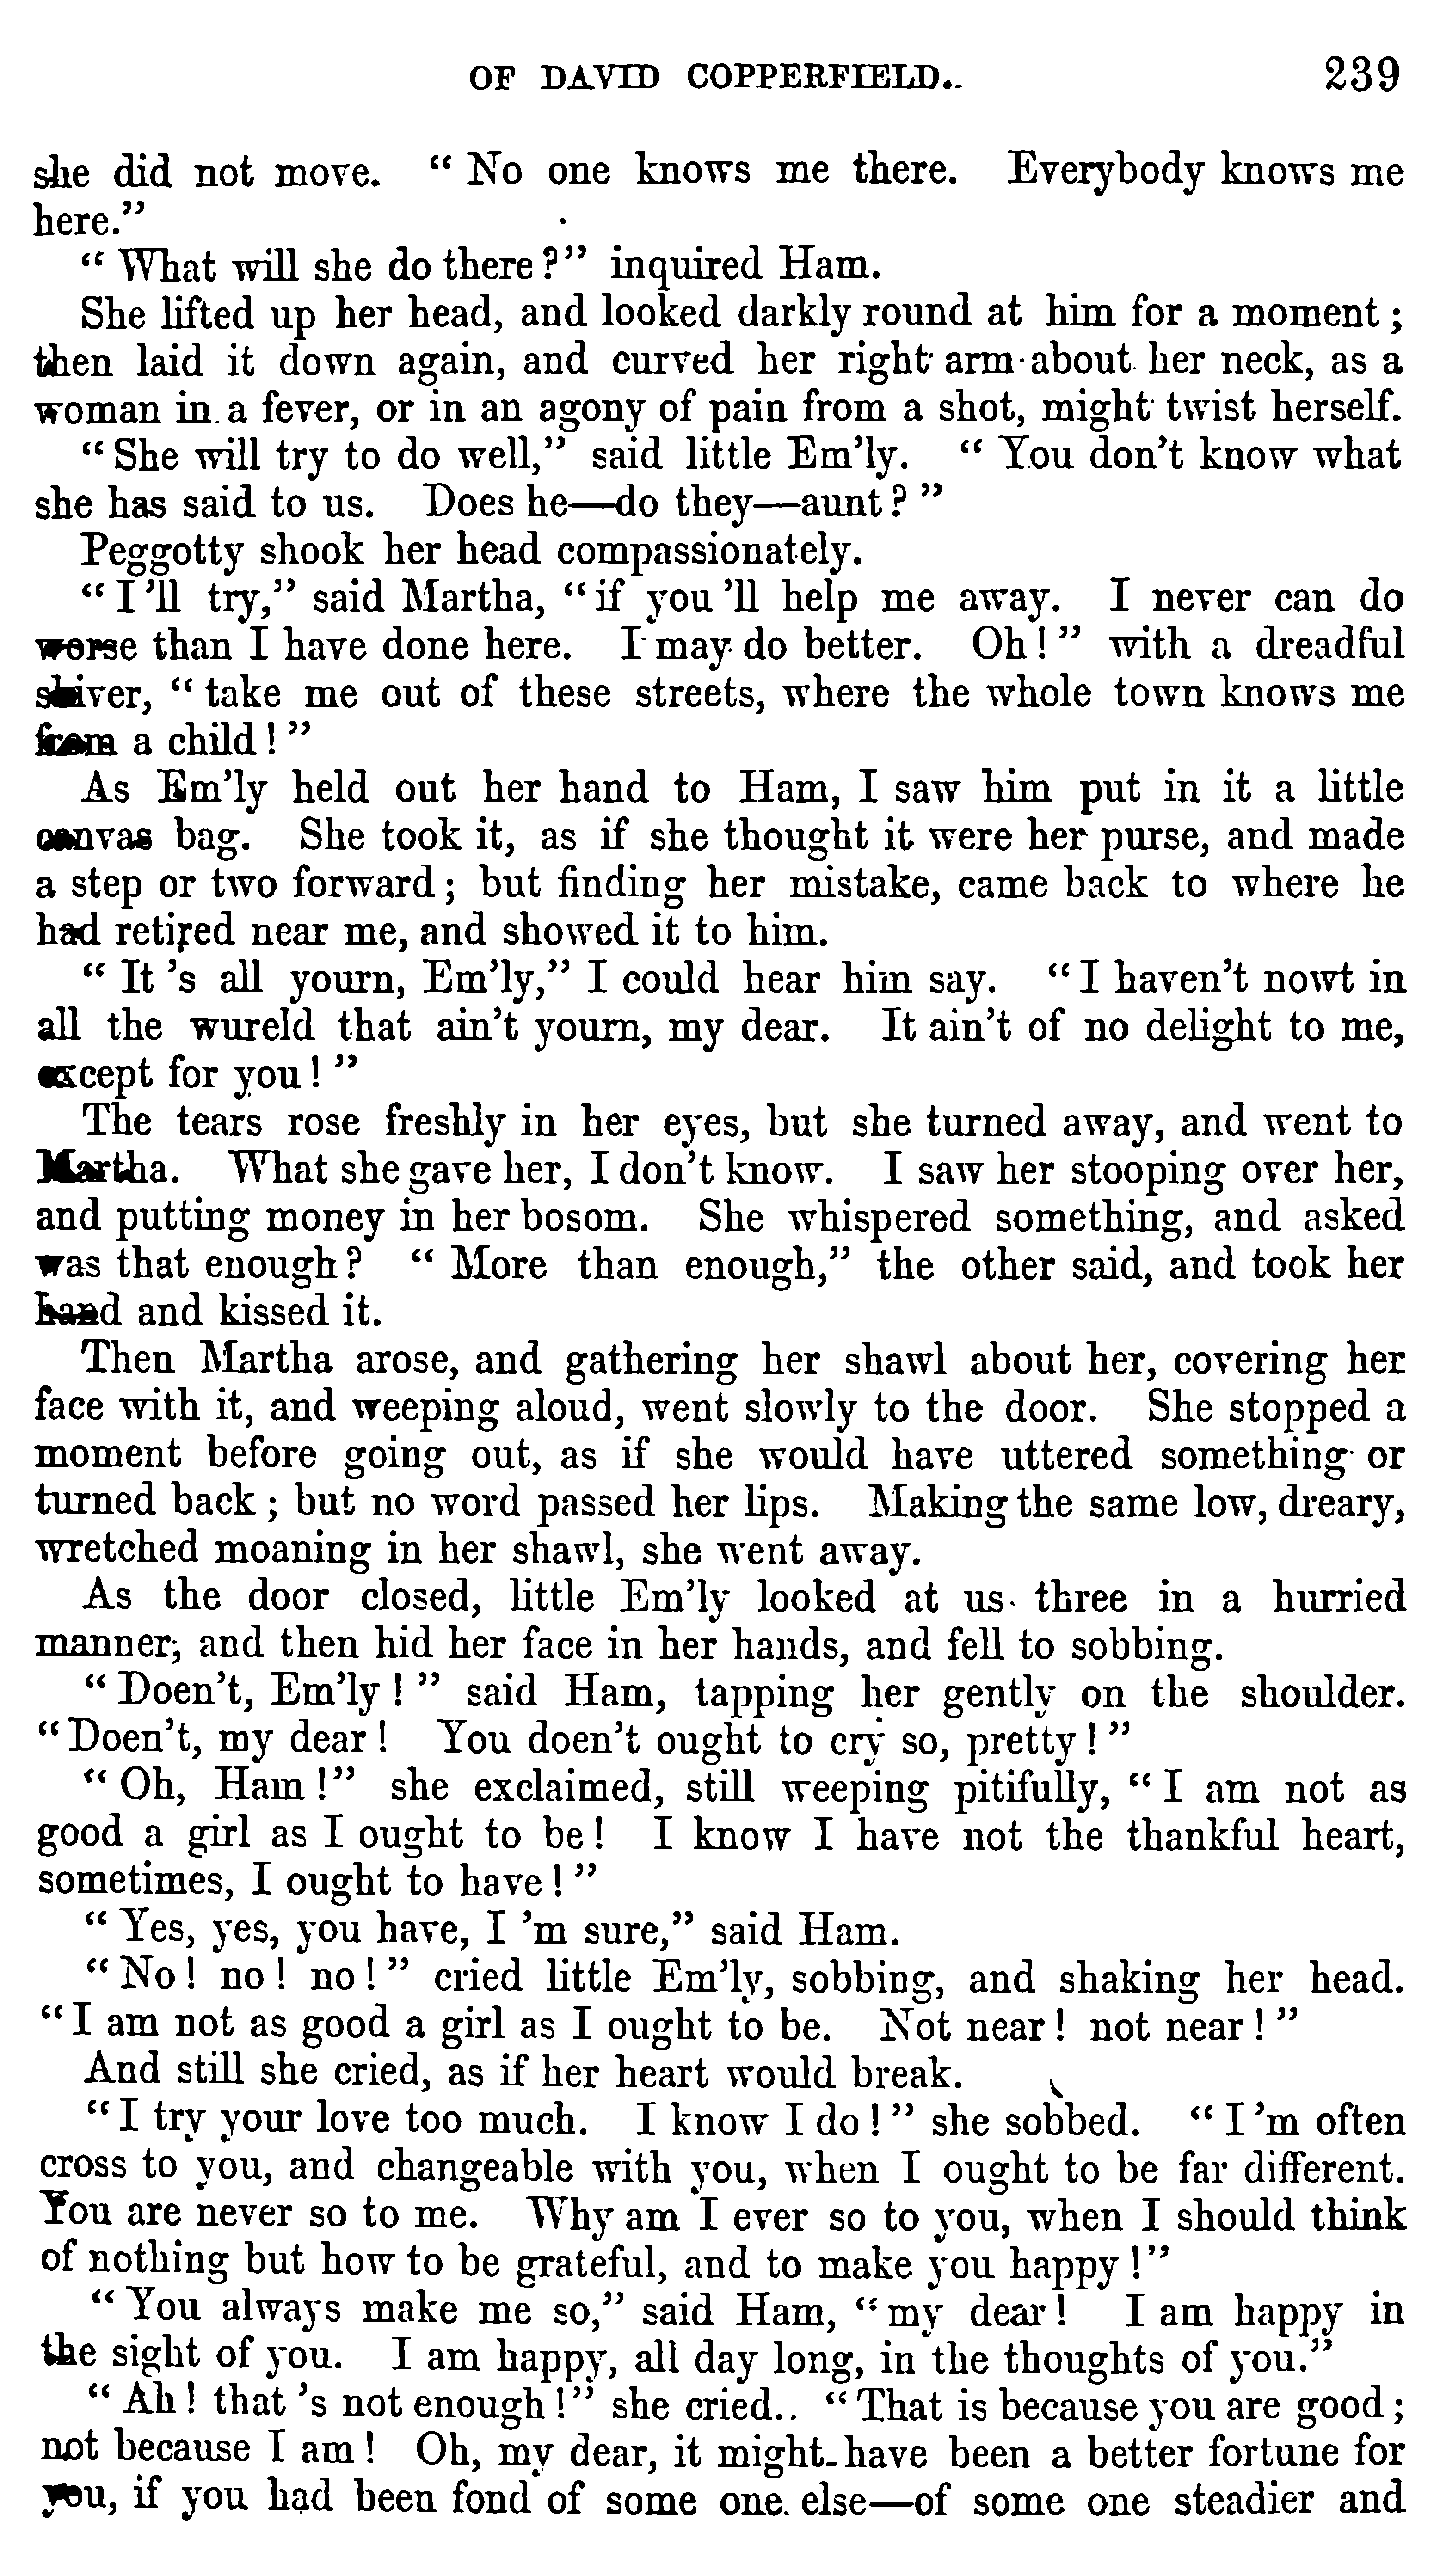 OF DAVID COPPERFIELD. 239
she did not move. “No one knows me there. Everybody knows me
here.”
“What will she do there?” inquired Ham.
She lifted up her head, and looked darkly round at him for a moment;
then laid it down again, and curved her right arm about her neck, as a
woman in a fever, or in an agony of pain from a shot, might twist herself.
“She will try to do well,” said little Em’ly. “You don’t know what
she has said to us. Does he—do they—aunt?”
Peggotty shook her head compassionately.
“I ’ll try,” said Martha, “if you ’ll help me away. I never can do
worse than I have done here. I may do better. Oh!” with a dreadful
shiver, “take me out of these streets, where the whole town knows me
from a child!”
As Em’ly held out her hand to Ham, I saw him put in it a little
canvas bag. She took it, as if she thought it were her purse, and made
a step or two forward; but finding her mistake, came back to where he
had retired near me, and showed it to him.
“It ’s all yourn, Em’ly,” I could hear him say. “I haven’t nowt in
all the wureld that ain’t yourn, my dear. It ain’t of no delight to me,
except for you!”
The tears rose freshly in her eyes, but she turned away, and went to
Martha. What she gave her, I don’t know. I saw her stooping over her,
and putting money in her bosom. She whispered something, and asked
was that enough? “More than enough,” the other said, and took her
hand and kissed it.
Then Martha arose, and gathering her shawl about her, covering her
face with it, and weeping aloud, went slowly to the door. She stopped a
moment before going out, as if she would have uttered something or
turned back; but no word passed her lips. Making the same low, dreary,
wretched moaning in her shawl, she went away.
As the door closed, little Em’ly looked at us three in a hurried
manner, and then hid her face in her hands, and fell to sobbing.
“Doen’t, Em’ly!” said Ham, tapping her gently on the shoulder.
“Doen’t, my dear! You doen’t ought to cry so, pretty!”
“Oh, Ham!” she exclaimed, still weeping pitifully, “I am not as
good a girl as I ought to be! I know I have not the thankful heart,
sometimes, I ought to have!”
“Yes, yes, you have, I ’m sure,” said Ham.
“No! no! no!” cried little Em’ly, sobbing, and shaking her head.
“I am not as good a girl as I ought to be. Not near! not near!”
And still she cried, as if her heart would break.
“I try your love too much. I know I do!” she sobbed. “I ’m often
cross to you, and changeable with you, when I ought to be far different.
You are never so to me. Why am I ever so to you, when I should think
of nothing but how to be grateful, and to make you happy!”
“You always make me so,” said Ham, “my dear! I am happy in
the sight of you. I am happy, all day long, in the thoughts of you.”
“Ah! that ’s not enough!” she cried. “That is because you are good;
not because I am! Oh, my dear, it might have been a better fortune for
you, if you had been fond of some one else—of some one steadier and